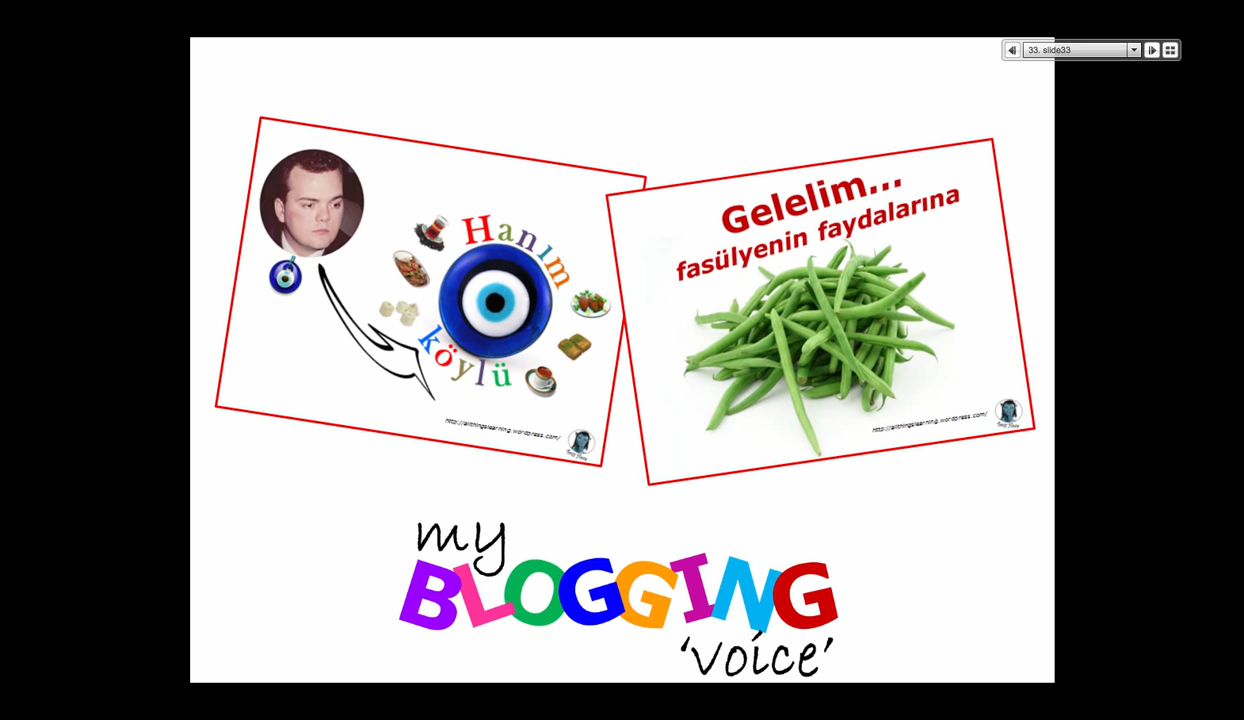 33. slide33
Hanım
köylü
http://allthingslearning.wordpress.com/
Gelelim...
fasülyenin faydalarına
http://allthingslearning.wordpress.com/
my
BLOGGING
'voice'